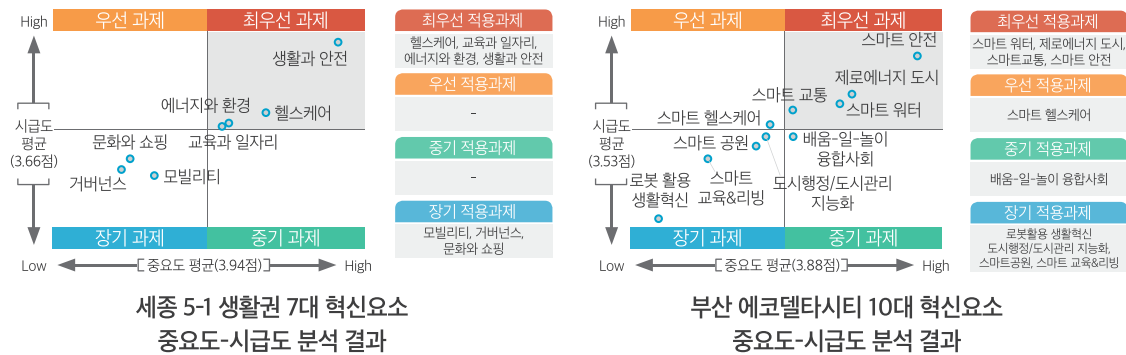 우선 과제
최우선 과제
High
생활과 안전
에너지와 환경
헬스케어
교육과 일자리
시급도
평균
(3.66점)
문화와 쇼핑
거버넌스
모빌리티
장기 과제
중기 과제
Low
중요도 평균(3.94점)
High
최우선 적용과제
헬스케어, 교육과 일자리,
에너지와 환경, 생활과 안전
우선 적용과제
-
중기 적용과제
-
장기 적용과제
모빌리티, 거버넌스,
문화와 쇼핑
세종 5-1 생활권 7대 혁신요소
중요도-시급도 분석 결과
우선 과제
최우선 과제
High
스마트 안전
제로에너지 도시
스마트 교통
스마트 워터
스마트 헬스케어
시급도
평균
(3.53점)
스마트 공원
배움-일-놀이
융합사회
로봇 활용
생활혁신
스마트
교육&리빙
도시행정/도시관리
지능화
장기 과제
중기 과제
Low
중요도 평균(3.88점)
High
최우선 적용과제
스마트 워터, 제로에너지 도시,
스마트교통, 스마트 안전
우선 적용과제
스마트 헬스케어
중기 적용과제
배움-일-놀이 융합사회
장기 적용과제
로봇활용 생활혁신
도시행정/도시관리 지능화,
스마트공원, 스마트 교육&리빙
부산 에코델타시티 10대 혁신요소
중요도-시급도 분석 결과